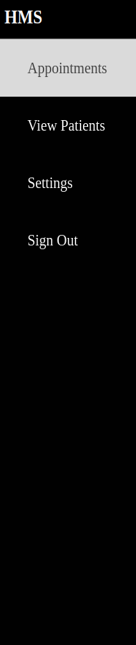 HMS
Appointments
View Patients
Settings
Sign Out